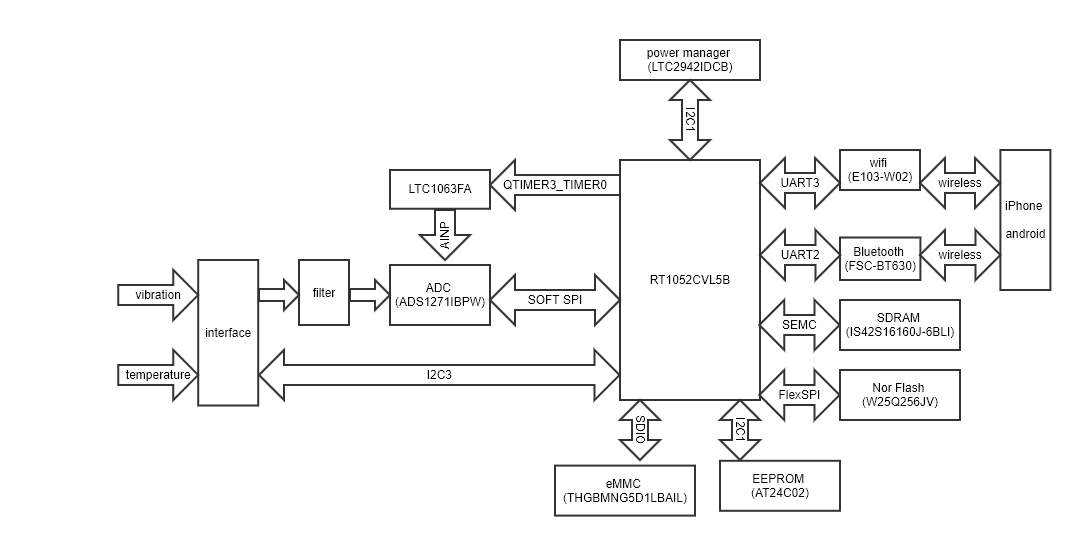 power manager
(LTC2942IDCB)
I2C1
LTC1063FA
QTIMER3_TIMER0
AINP
UART3
wifi
(E103-W02)
wireless
iPhone
android
UART2
Bluetooth
(FSC-BT630)
wireless
RT1052CVL5B
vibration
interface
filter
ADC
(ADS1271IBPW)
SOFT SPI
SEMC
SDRAM
(IS42S16160J-6BLI)
temperature
I2C3
FlexSPI
Nor Flash
(W25Q256JV)
SDIO
I2C1
eMMC
(THGBMNG5D1LBAIL)
EEPROM
(AT24C02)